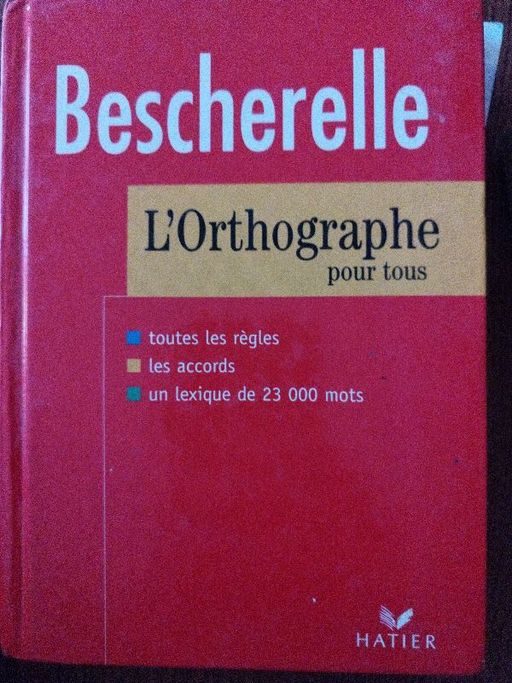 Bescherelle
L'Orthographe
pour tous
toutes les règles
les accords
un lexique de 23 000 mots
HATIER